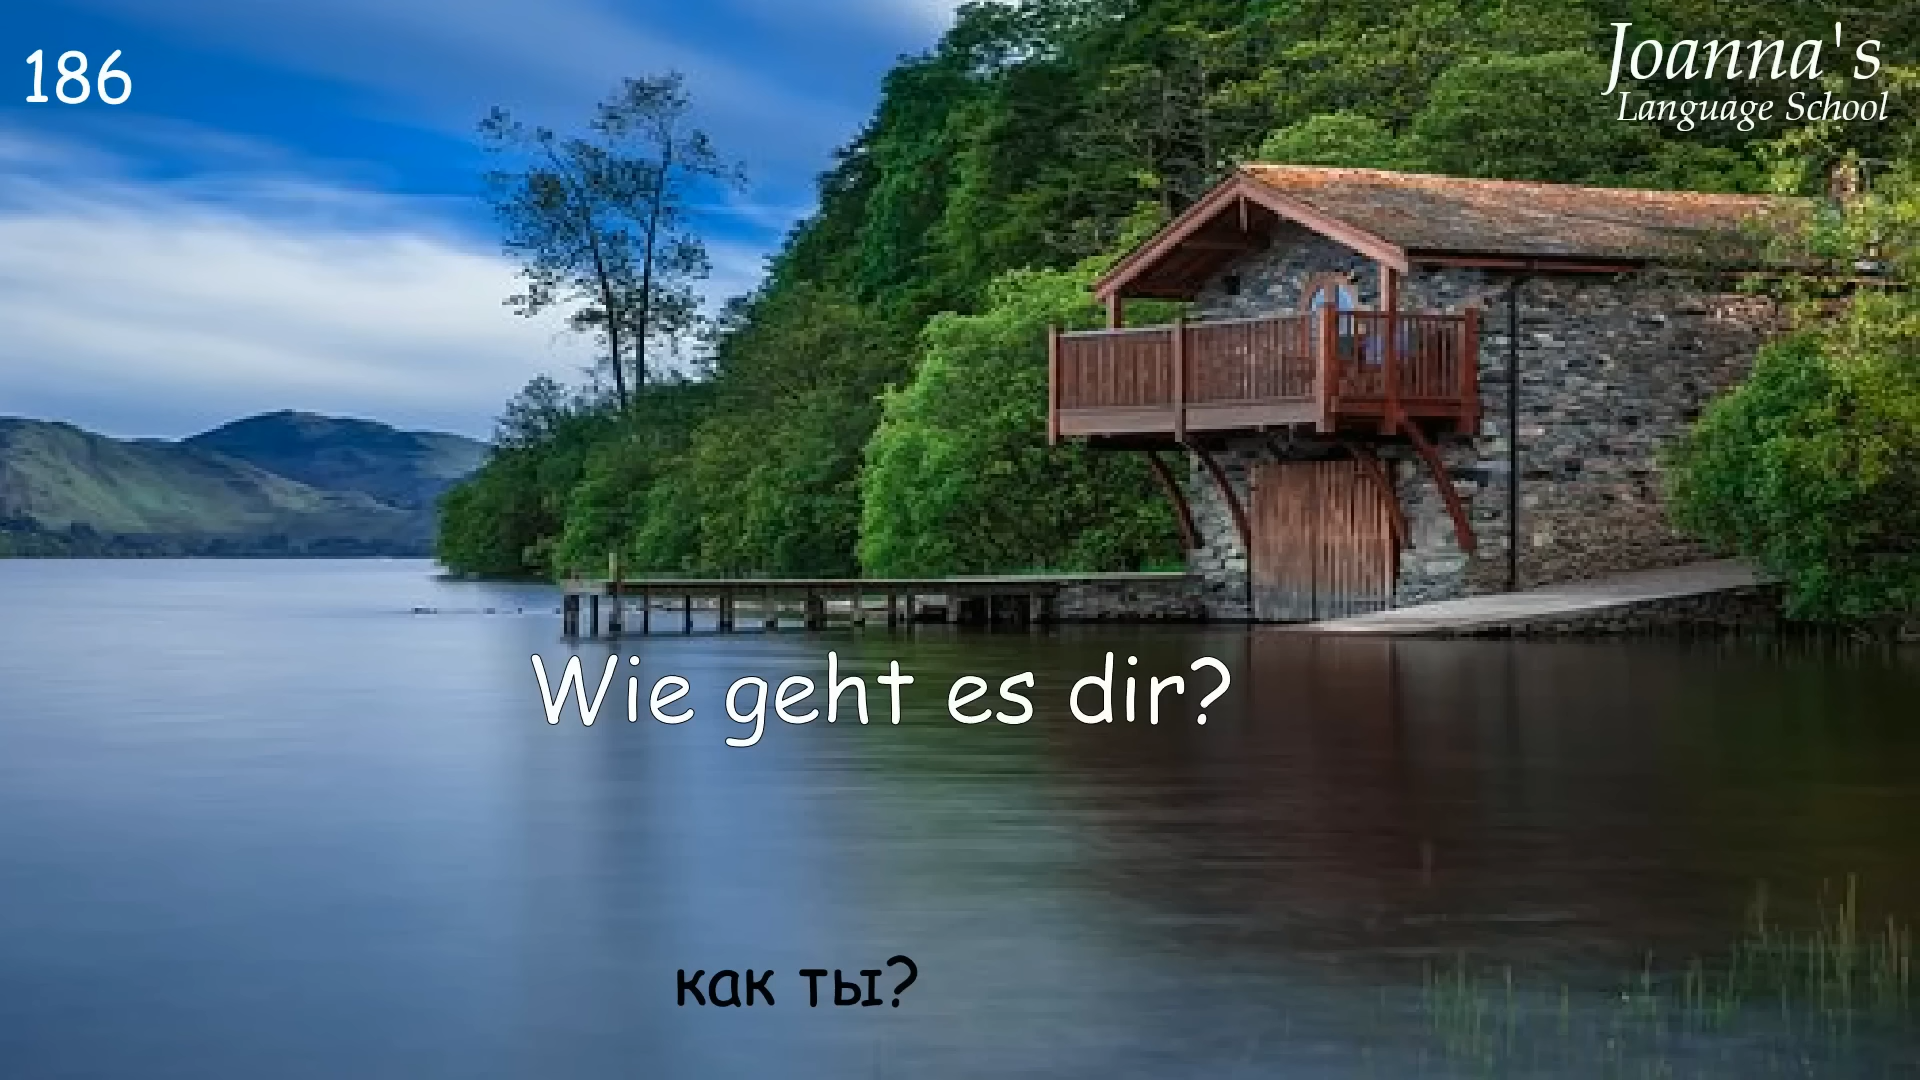 186
Joanna's
Language School
Wie geht es dir?
как ты?